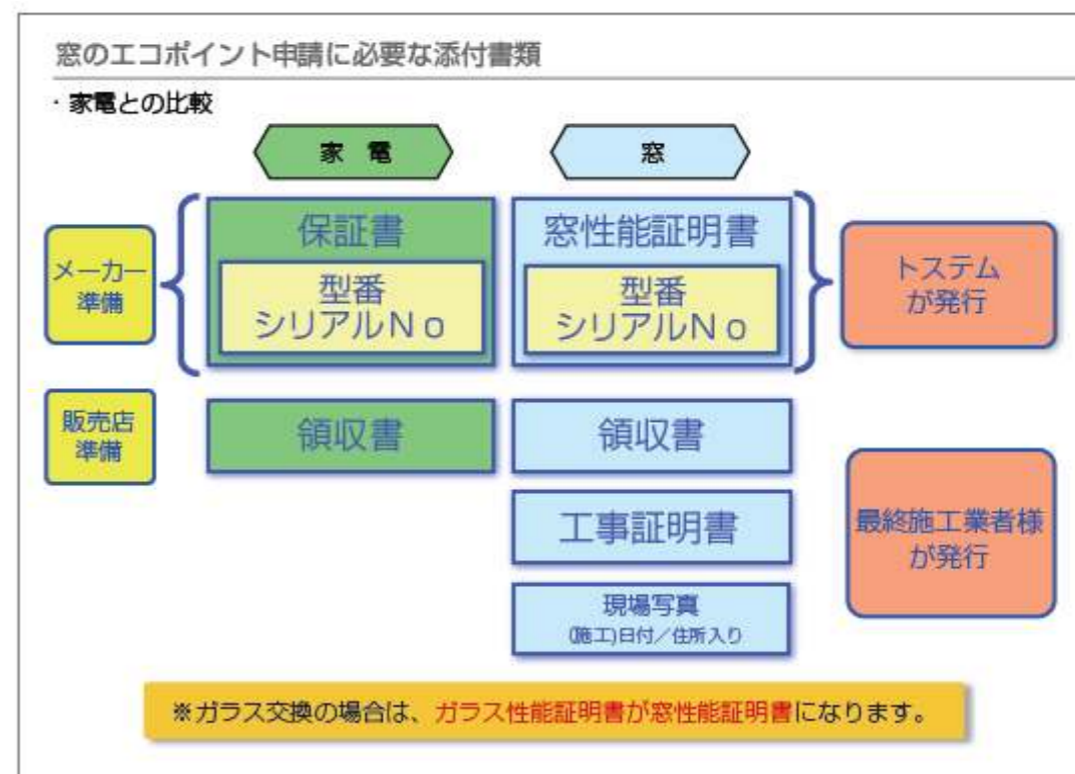 窓のエコポイント申請に必要な添付書類
・家電との比較
家 電
窓
メーカー
準備
保証書
型番
シリアルNo
窓性能証明書
型番
シリアルNo
トステム
が発行
販売店
準備
領収書
領収書
工事証明書
現場写真
(施工)日付／住所入り
最終施工業者様
が発行
※ガラス交換の場合は、ガラス性能証明書が窓性能証明書になります。